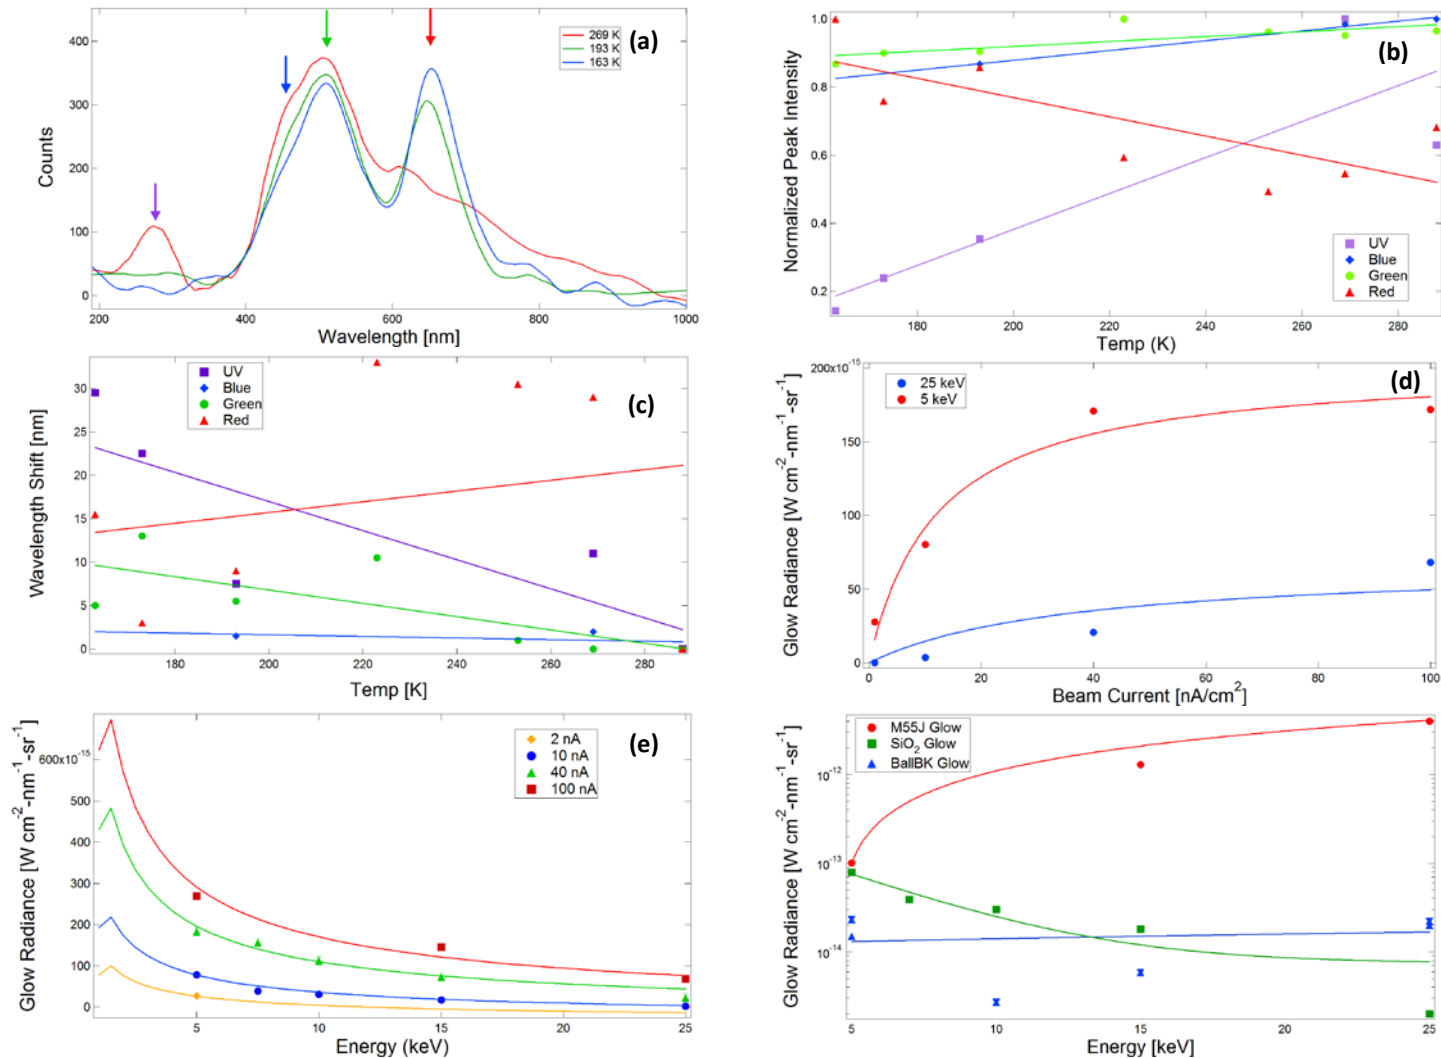 (a)
269 K
193 K
163 K
400
300
200
100
0
Counts
200
400
600
800
1000
Wavelength [nm]
(b)
1.0
0.8
0.6
0.4
0.2
Normalized Peak Intensity
UV
Blue
Green
Red
180
200
220
240
260
280
Temp (K)
(c)
UV
Blue
Green
Red
30
25
20
15
10
5
0
Wavelength Shift [nm]
180
200
220
240
260
280
Temp [K]
(d)
25 keV
5 keV
200x10^-15
150
100
50
0
Glow Radiance [W cm^-2-nm^-1-sr^-1]
0
20
40
60
80
100
Beam Current [nA/cm^2]
(e)
2 nA
10 nA
40 nA
100 nA
600x10^-15
500
400
300
200
100
0
Glow Radiance [W cm^-2-nm^-1-sr^-1]
5
10
15
20
25
Energy (keV)
M55J Glow
SiO2 Glow
BallBK Glow
10^-12
10^-13
10^-14
Glow Radiance [W cm^-2-nm^-1-sr^-1]
5
10
15
20
25
Energy [keV]